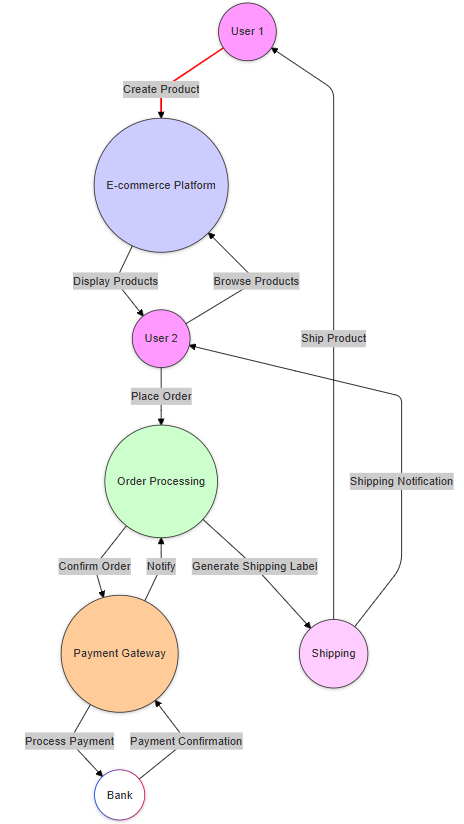 User 1
Create Product
E-commerce Platform
Display Products
Browse Products
User 2
Ship Product
Place Order
Order Processing
Shipping Notification
Confirm Order
Notify
Generate Shipping Label
Payment Gateway
Shipping
Process Payment
Payment Confirmation
Bank